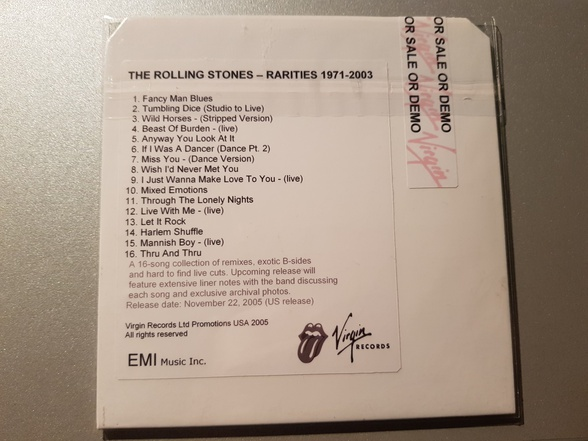 THE ROLLING STONES – RARITIES 1971-2003
1. Fancy Man Blues
2. Tumbling Dice (Studio to Live)
3. Wild Horses - (Stripped Version)
4. Beast Of Burden - (live)
5. Anyway You Look At It
6. If I Was A Dancer (Dance Pt. 2)
7. Miss You - (Dance Version)
8. Wish I'd Never Met You
9. I Just Wanna Make Love To You - (live)
10. Mixed Emotions
11. Through The Lonely Nights
12. Live With Me - (live)
13. Let It Rock
14. Harlem Shuffle
15. Mannish Boy - (live)
16. Thru And Thru
A 16-song collection of remixes, exotic B-sides
and hard to find live cuts. Upcoming release will
feature extensive liner notes with the band discussing
each song and exclusive archival photos.
Release date: November 22, 2005 (US release)
Virgin Records Ltd Promotions USA 2005
All rights reserved
EMI Music Inc.
Virgin
RECORDS
OR SALE OR DEMO
OR SALE OR DEMO
Virgin Virgin Virgin